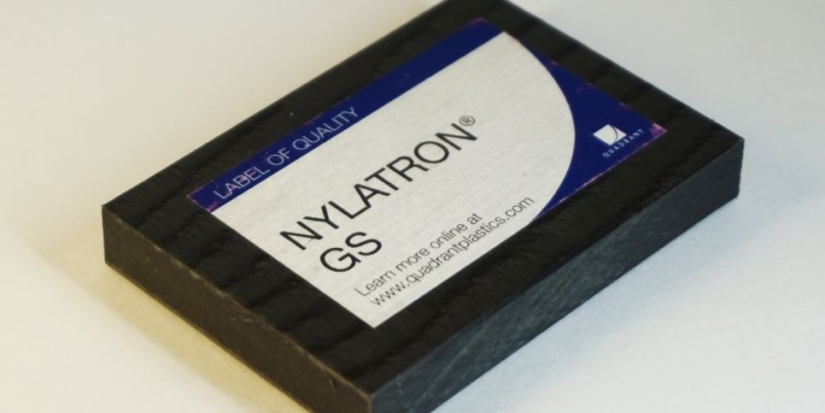 LABEL OF QUALITY
NYLATRON®
GS
Learn more online at
www.quadrantplastics.com
QUADRANT